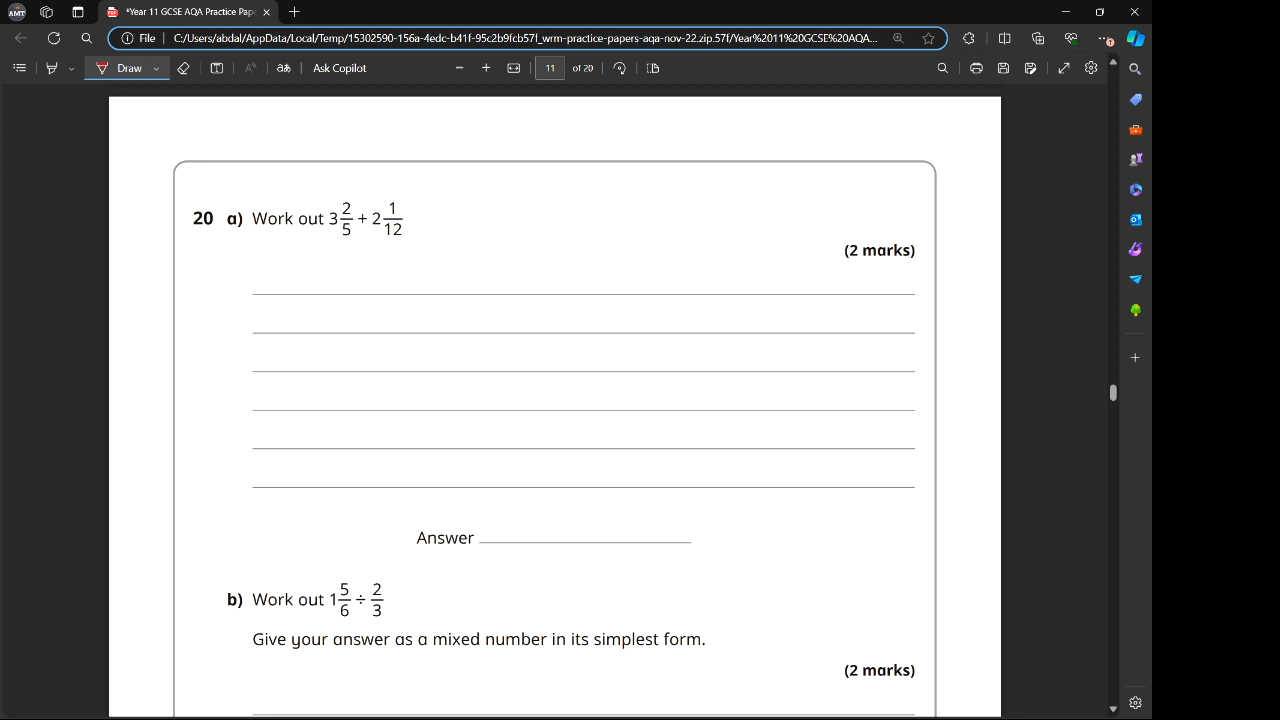 AMT
*Year 11 GCSE AQA Practice Pape
File
C:/Users/abdal/AppData/Local/Temp/15302590-156a-4edc-b41f-95c2b9fcb57f_wrm-practice-papers-aqa-nov-22.zip.57f/Year%2011%20GCSE%20AQA...
Draw
Ask Copilot
11 of 20
20 a) Work out 3 2/5 + 2 1/12
(2 marks)
Answer
b) Work out 1 5/6 ÷ 2/3
Give your answer as a mixed number in its simplest form.
(2 marks)